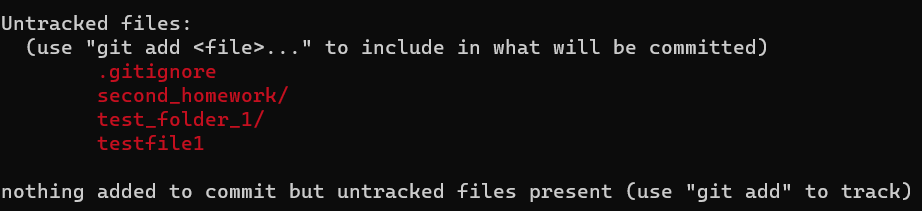 Untracked files:
(use "git add <file>..." to include in what will be committed)
.gitignore
second_homework/
test_folder_1/
testfile1
nothing added to commit but untracked files present (use "git add" to track)